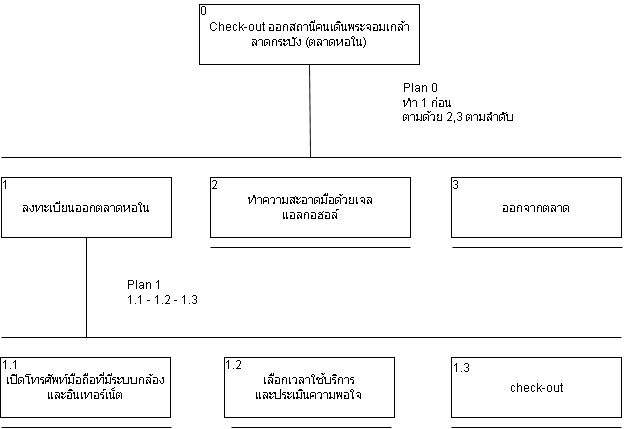 0
Check-out ออกสถานีคนเดินพระจอมเกล้า
ลาดกระบัง (ตลาดหอใน)
Plan 0
ทำ 1 ก่อน
ตามด้วย 2,3 ตามลำดับ
1
ลงทะเบียนออกตลาดหอใน
2
ทำความสะอาดมือด้วยเจล
แอลกอฮอล์
3
ออกจากตลาด
Plan 1
1.1 - 1.2 - 1.3
1.1
เปิดโทรศัพท์มือถือที่มีระบบกล้อง
และอินเทอร์เน็ต
1.2
เลือกเวลาใช้บริการ
และประเมินความพอใจ
1.3
check-out